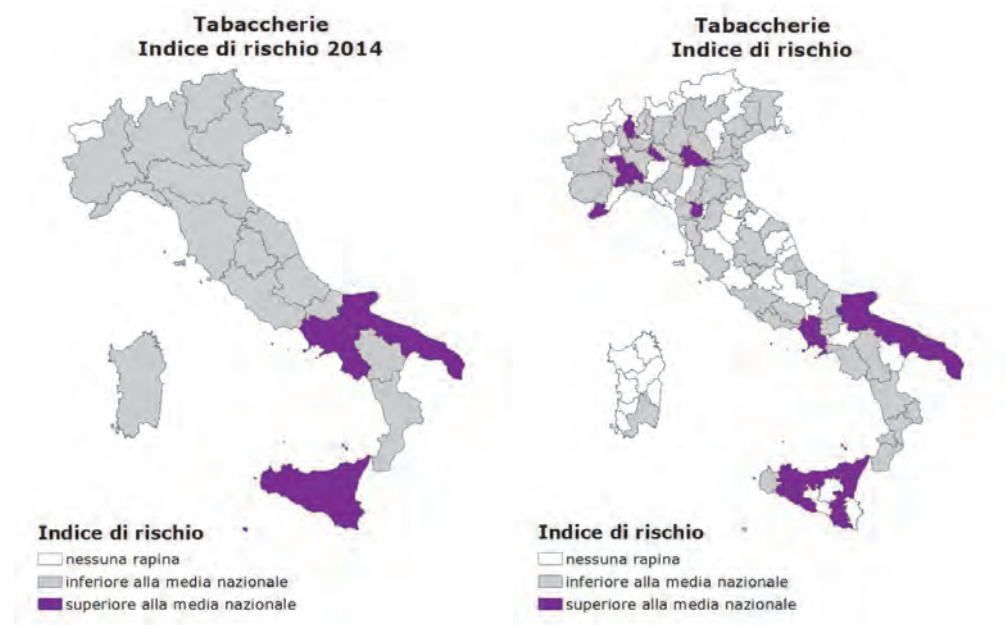 Tabaccherie
Indice di rischio 2014
Indice di rischio
nessuna rapina
inferiore alla media nazionale
superiore alla media nazionale
Tabaccherie
Indice di rischio
Indice di rischio
nessuna rapina
inferiore alla media nazionale
superiore alla media nazionale